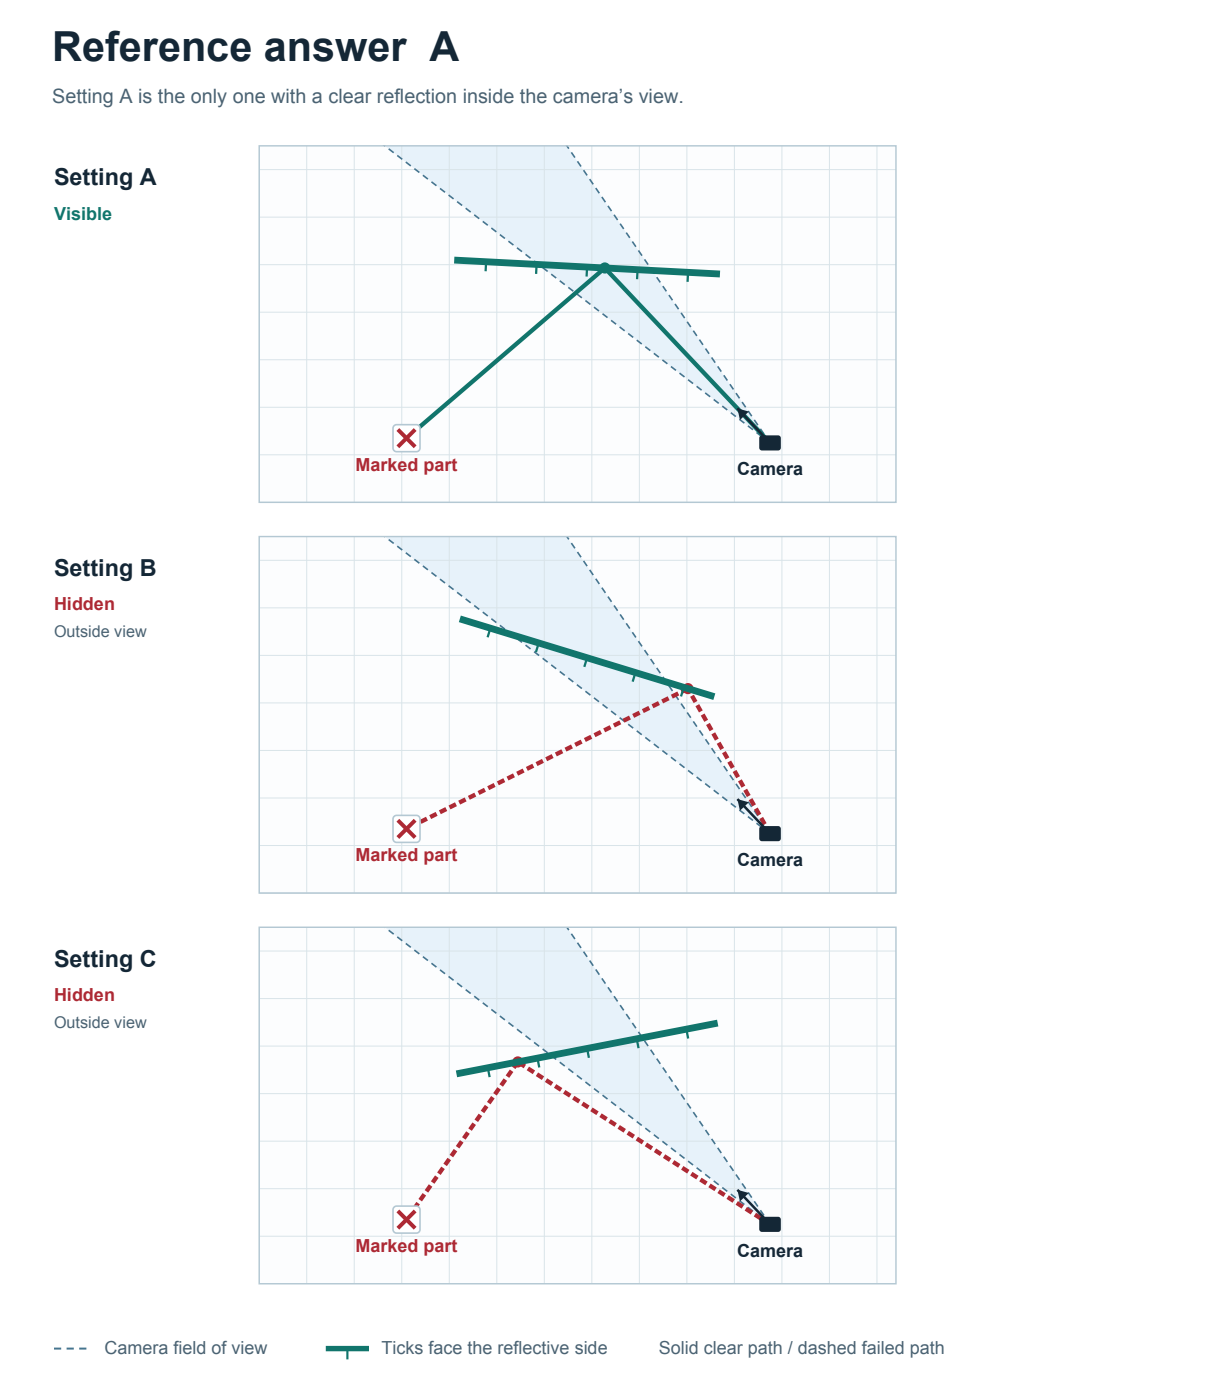 Reference answer A
Setting A is the only one with a clear reflection inside the camera’s view.
Setting A
Visible
Marked part
Camera
Setting B
Hidden
Outside view
Marked part
Camera
Setting C
Hidden
Outside view
Marked part
Camera
Camera field of view
Ticks face the reflective side
Solid clear path / dashed failed path